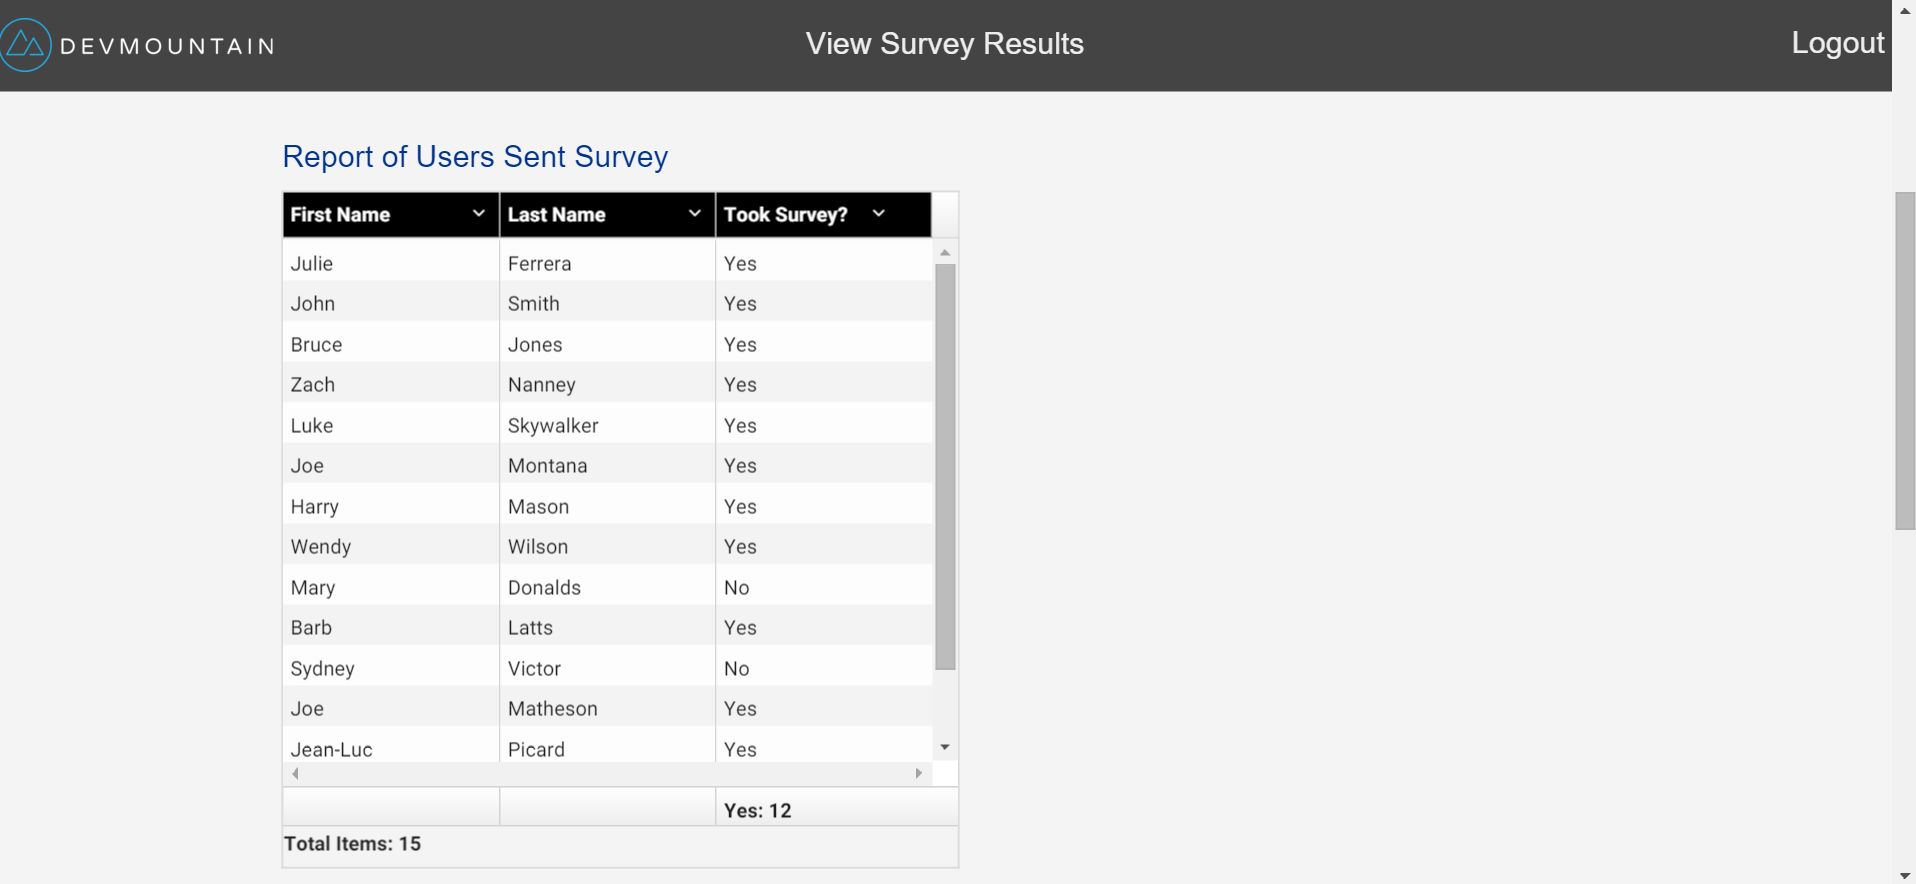 DEVMOUNTAIN View Survey Results Logout
Report of Users Sent Survey
First Name Last Name Took Survey?
Julie Ferrera Yes
John Smith Yes
Bruce Jones Yes
Zach Nanney Yes
Luke Skywalker Yes
Joe Montana Yes
Harry Mason Yes
Wendy Wilson Yes
Mary Donalds No
Barb Latts Yes
Sydney Victor No
Joe Matheson Yes
Jean-Luc Picard Yes
Yes: 12
Total Items: 15